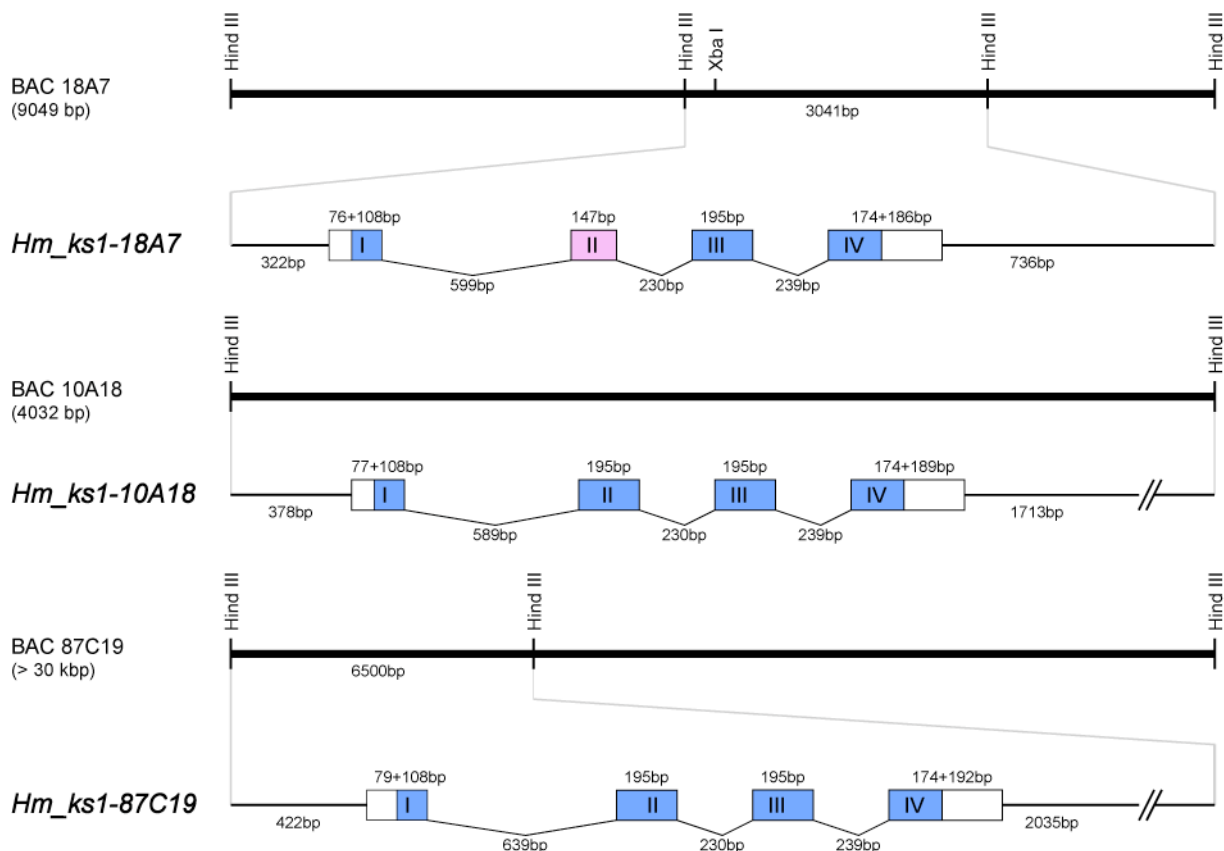 Hind III
Hind III
Xba I
Hind III
Hind III
BAC 18A7
(9049 bp)
3041bp
76+108bp
147bp
195bp
174+186bp
Hm_ks1-18A7
I
II
III
IV
322bp
599bp
230bp
239bp
736bp
Hind III
Hind III
BAC 10A18
(4032 bp)
77+108bp
195bp
195bp
174+189bp
Hm_ks1-10A18
I
II
III
IV
378bp
589bp
230bp
239bp
1713bp
Hind III
Hind III
Hind III
BAC 87C19
(> 30 kbp)
6500bp
79+108bp
195bp
195bp
174+192bp
Hm_ks1-87C19
I
II
III
IV
422bp
639bp
230bp
239bp
2035bp